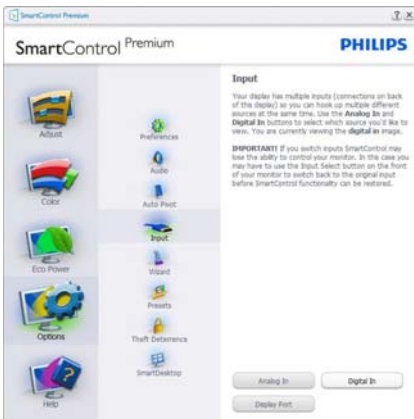 SmartControl Premium
SmartControl Premium
PHILIPS
Adjust
Color
Eco Power
Options
Help
Preferences
Audio
Auto Pivot
Input
Wizard
Presets
Theft Deterrence
SmartDesktop
Input
Your display has multiple inputs (connections on back
of the display) so you can hook up multiple different
sources at the same time. Use the Analog In and
Digital In buttons to select which source you'd like to
view. You are currently viewing the digital in image.
IMPORTANT! If you switch inputs SmartControl may
lose the ability to control your monitor. In the case you
may have to use the Input Select button on the front
of your monitor to switch back to the original input
before SmartControl functionality can be restored.
Analog In
Digital In
Display Port